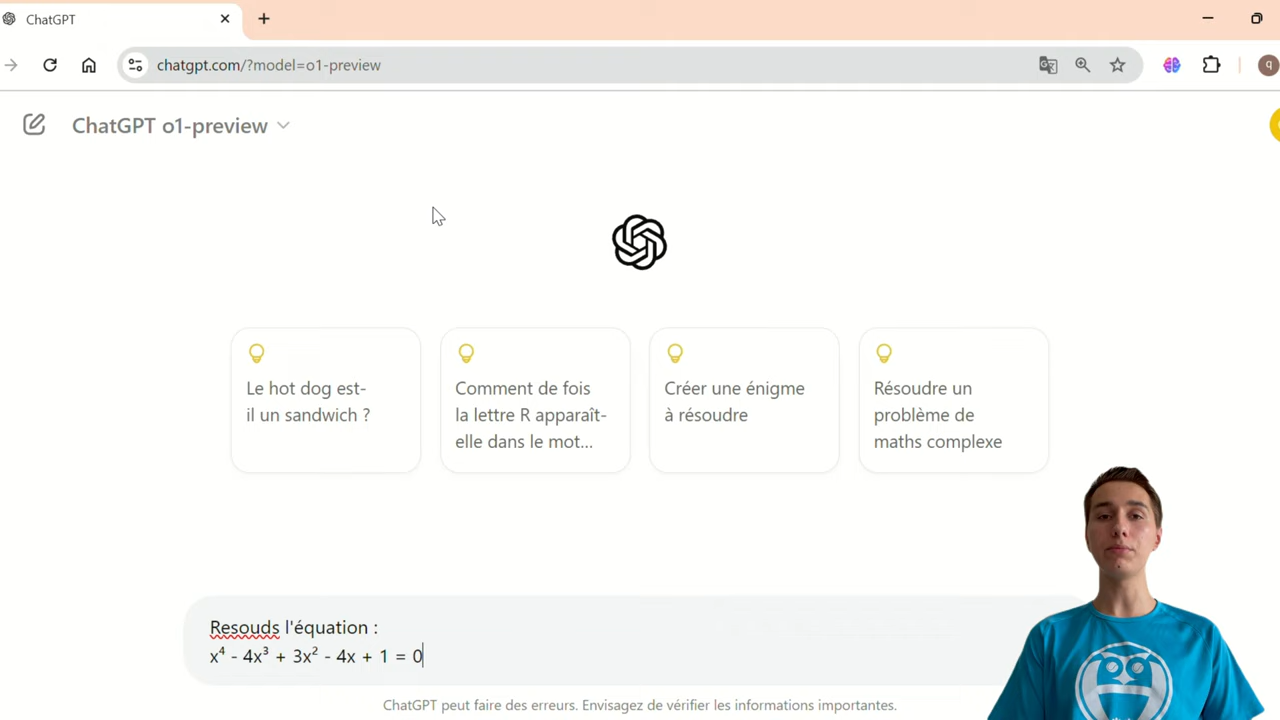 ChatGPT
chatgpt.com/?model=o1-preview
q
ChatGPT o1-preview
Le hot dog est-
il un sandwich ?
Comment de fois
la lettre R apparaît-
elle dans le mot...
Créer une énigme
à résoudre
Résoudre un
problème de
maths complexe
Resouds l'équation :
x⁴ - 4x³ + 3x² - 4x + 1 = 0
ChatGPT peut faire des erreurs. Envisagez de vérifier les informations importantes.